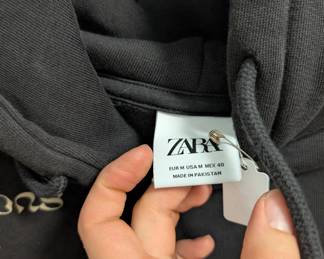 ZARA
EUR M USA M MEX 40
MADE IN PAKISTAN